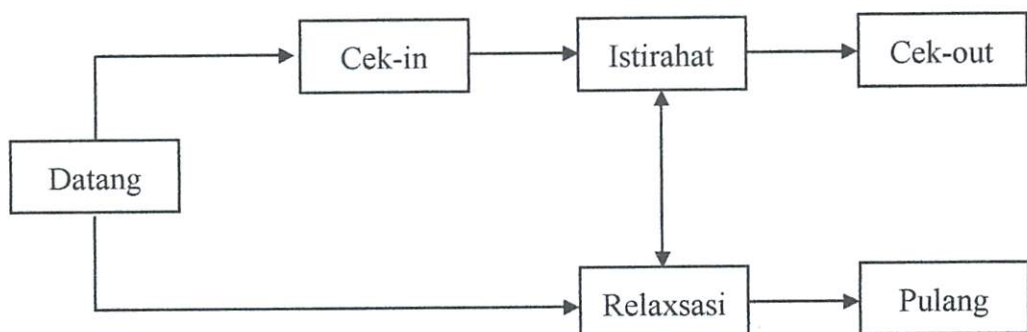 Cek-in
Istirahat
Cek-out
Datang
Relaxsasi
Pulang